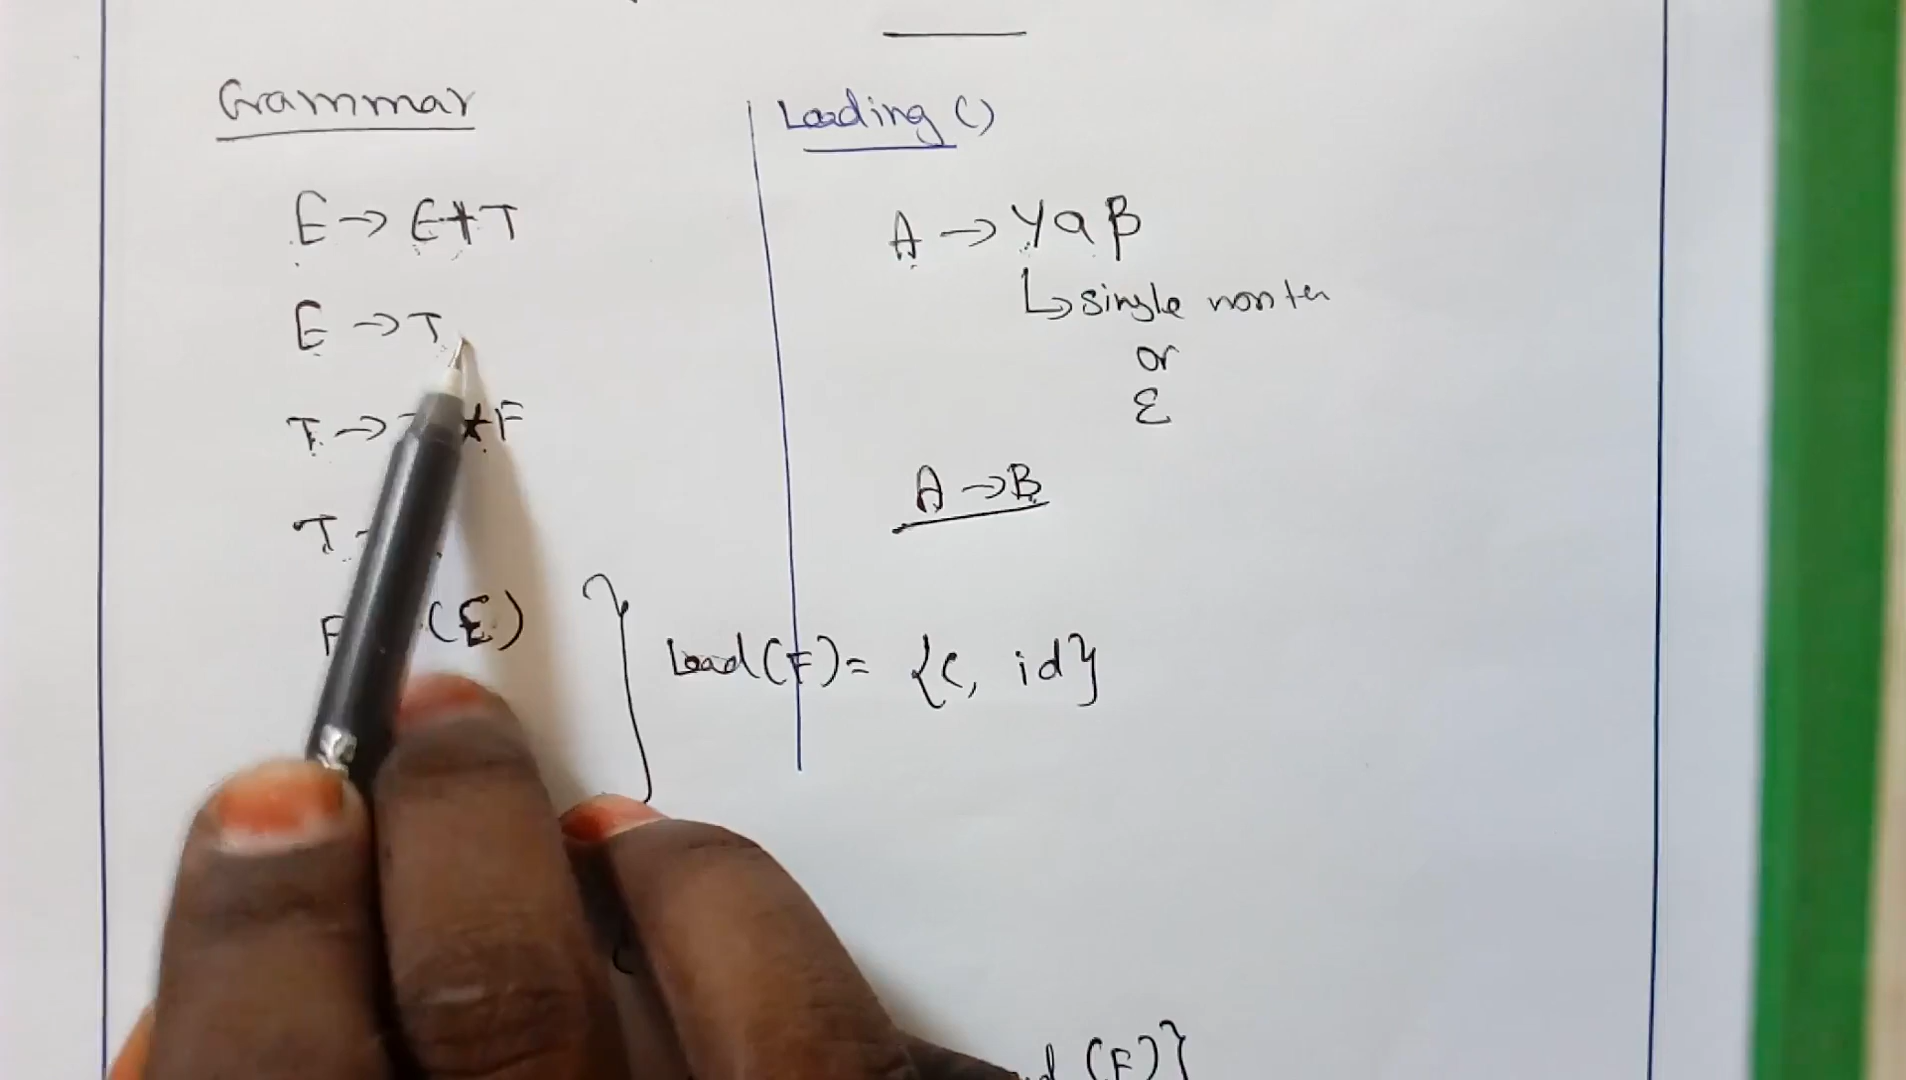 Grammar
E → E+T
E → T
T → *F
T -
F (E)
Leading ()
A → γaβ
↳ single nonter
or
ε
A → B
Lead(F) = {(, id}
(F)}